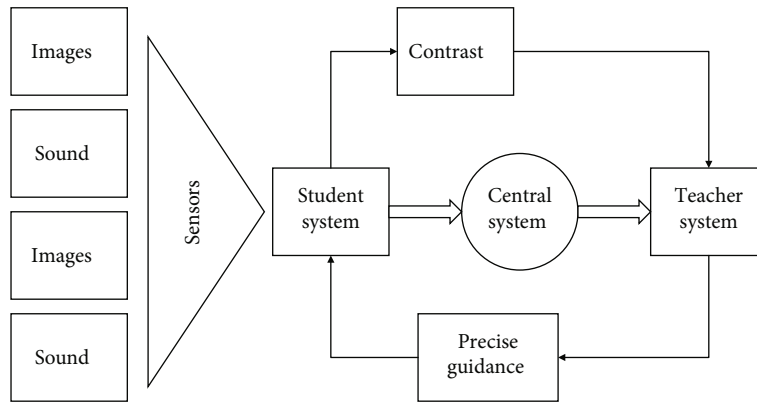 Images
Sound
Images
Sound
Sensors
Contrast
Student
system
Central
system
Teacher
system
Precise
guidance